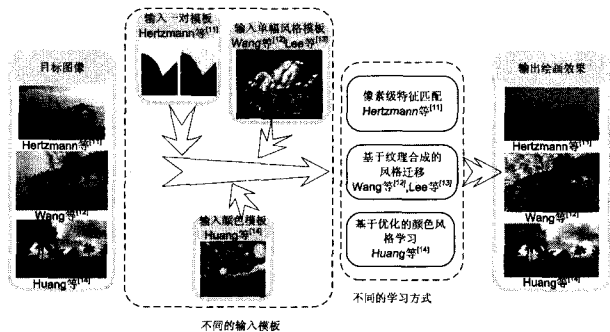 目标图像
Hertzmann等[11]
Wang等[12]
Huang等[14]
输入一对模板
Hertzmann等[11]
输入单幅风格模板
Wang等[12]Lee等[13]
输入颜色模板
Huang等[14]
不同的输入模板
像素级特征匹配
Hertzmann等[11]
基于纹理合成的
风格迁移
Wang等[12],Lee等[13]
基于优化的颜色风
格学习
Huang等[14]
不同的学习方式
输出绘画效果
Hertzmann等[11]
Wang等[12]
Huang等[14]